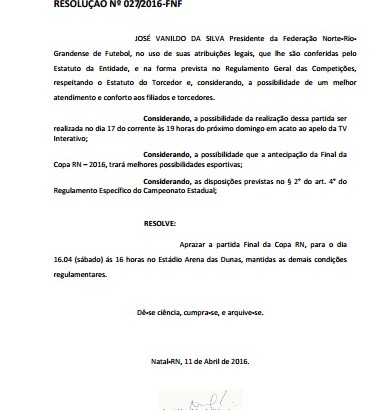 RESOLUÇÃO Nº 027/2016-FNF
JOSÉ VANILDO DA SILVA Presidente da Federação Norte-Rio-
Grandense de Futebol, no uso de suas atribuições legais, que lhe são conferidas pelo
Estatuto da Entidade, e na forma prevista no Regulamento Geral das Competições,
respeitando o Estatuto do Torcedor e, considerando, a possibilidade de um melhor
atendimento e conforto aos filiados e torcedores.
Considerando, a possibilidade da realização dessa partida ser
realizada no dia 17 do corrente às 19 horas do próximo domingo em acato ao apelo da TV
Interativo;
Considerando, a possibilidade que a antecipação da Final da
Copa RN – 2016, trará melhores possibilidades esportivas;
Considerando, as disposições previstas no § 2° do art. 4° do
Regulamento Específico do Campeonato Estadual;
RESOLVE:
Aprazar a partida Final da Copa RN, para o dia
16.04 (sábado) ás 16 horas no Estádio Arena das Dunas, mantidas as demais condições
regulamentares.
Dê-se ciência, cumpra-se, e arquive-se.
Natal-RN, 11 de Abril de 2016.